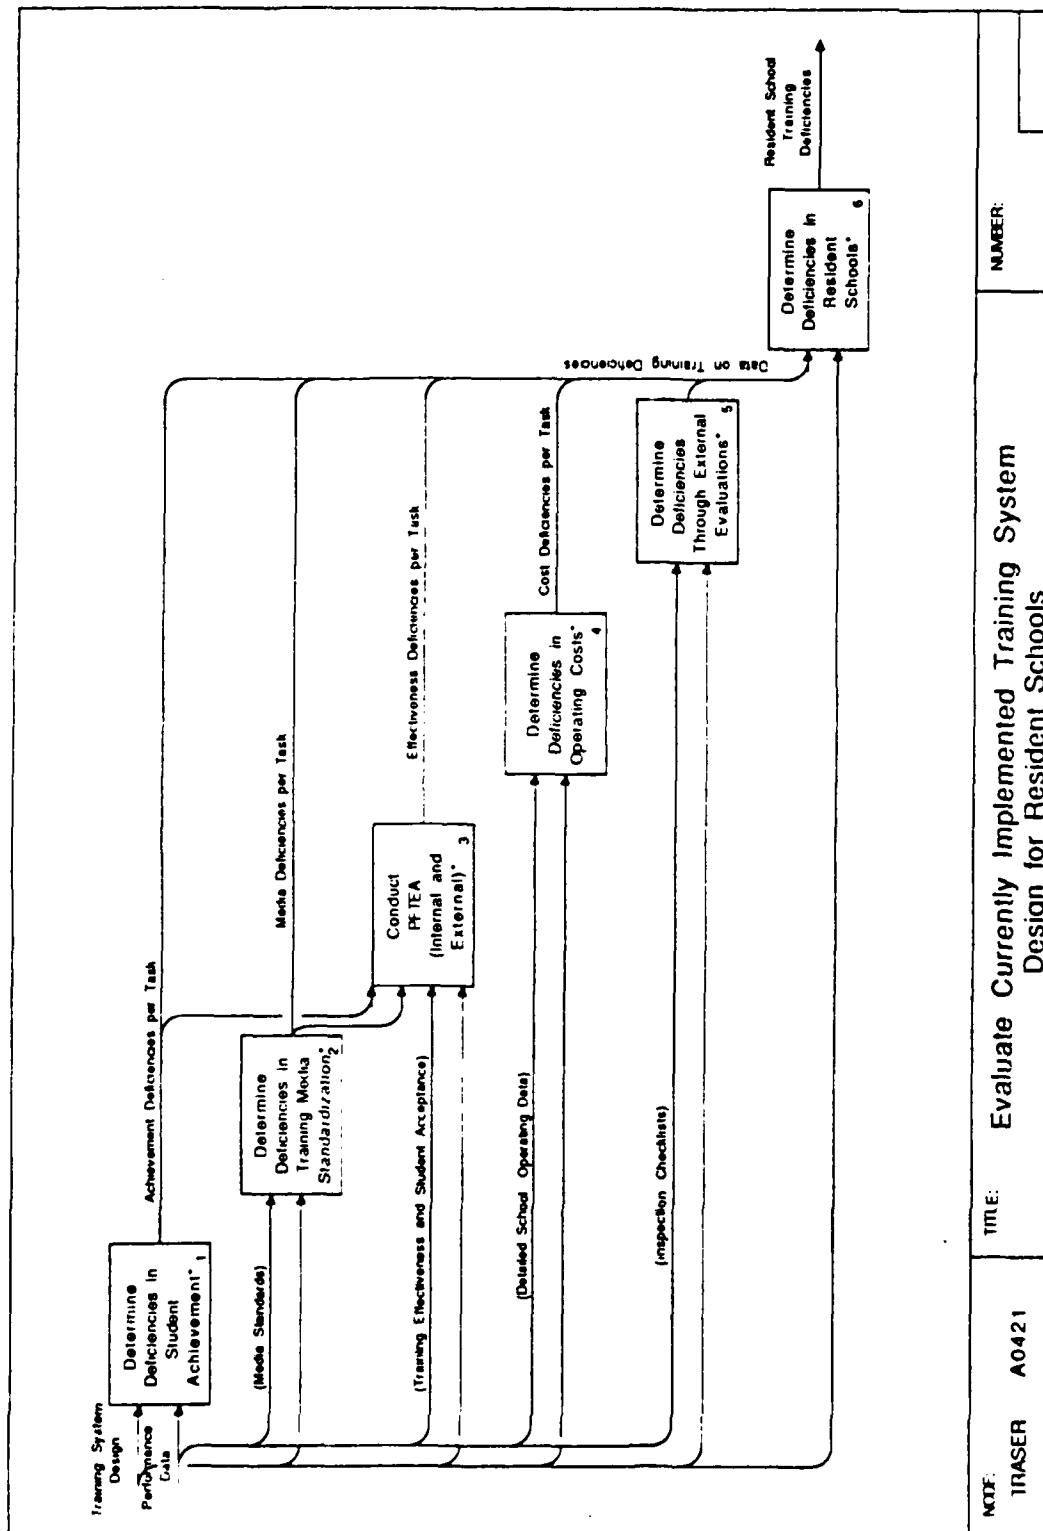 Training System
Design
Performance
Data
Determine
Deficiencies in
Student
Achievement*
1
Achievement Deficiencies per Task
(Media Standards)
Determine
Deficiencies in
Training Media
Standardization*
2
Media Deficiencies per Task
(Training Effectiveness and Student Acceptance)
Conduct
PFTEA
(Internal and
External)*
3
Effectiveness Deficiencies per Task
(Detailed School Operating Data)
Determine
Deficiencies in
Operating Costs*
4
Cost Deficiencies per Task
(Inspection Checklists)
Determine
Deficiencies
Through External
Evaluations*
5
Data on Training Deficiencies
Determine
Deficiencies in
Resident
Schools*
6
Resident School
Training
Deficiencies
NODE:
TRASER A0421
TITLE:
Evaluate Currently Implemented Training System
Design for Resident Schools
NUMBER: